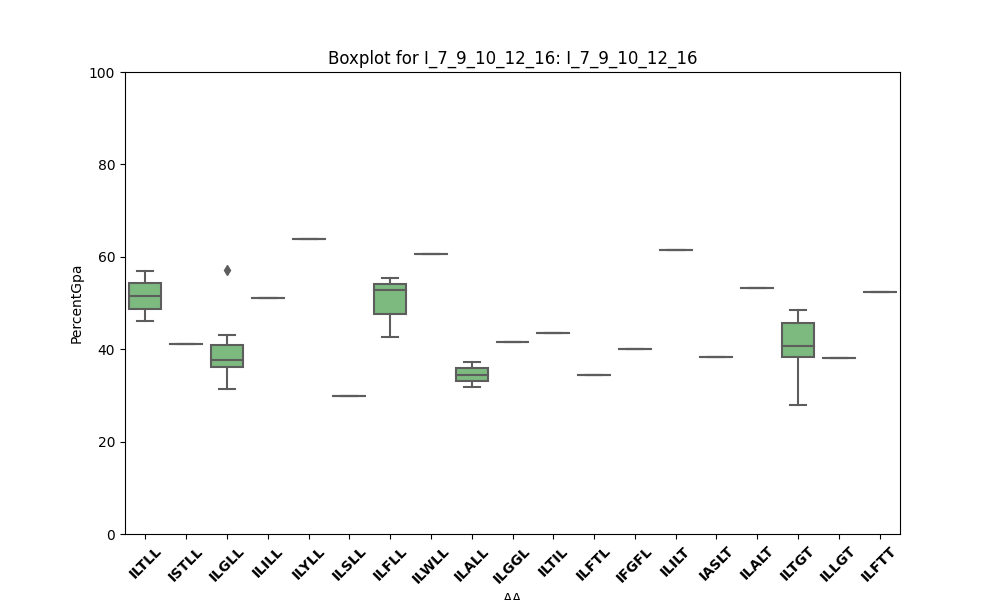 Boxplot for I_7_9_10_12_16: I_7_9_10_12_16
100
80
60
40
20
0
PercentGpa
ILTLL
ISTLL
ILGLL
ILILL
ILYLL
ILSLL
ILFLL
ILWLL
ILALL
ILGGL
ILTIL
ILFTL
IFGFL
ILILT
IASLT
ILALT
ILTGT
ILLGT
ILFTT
AA